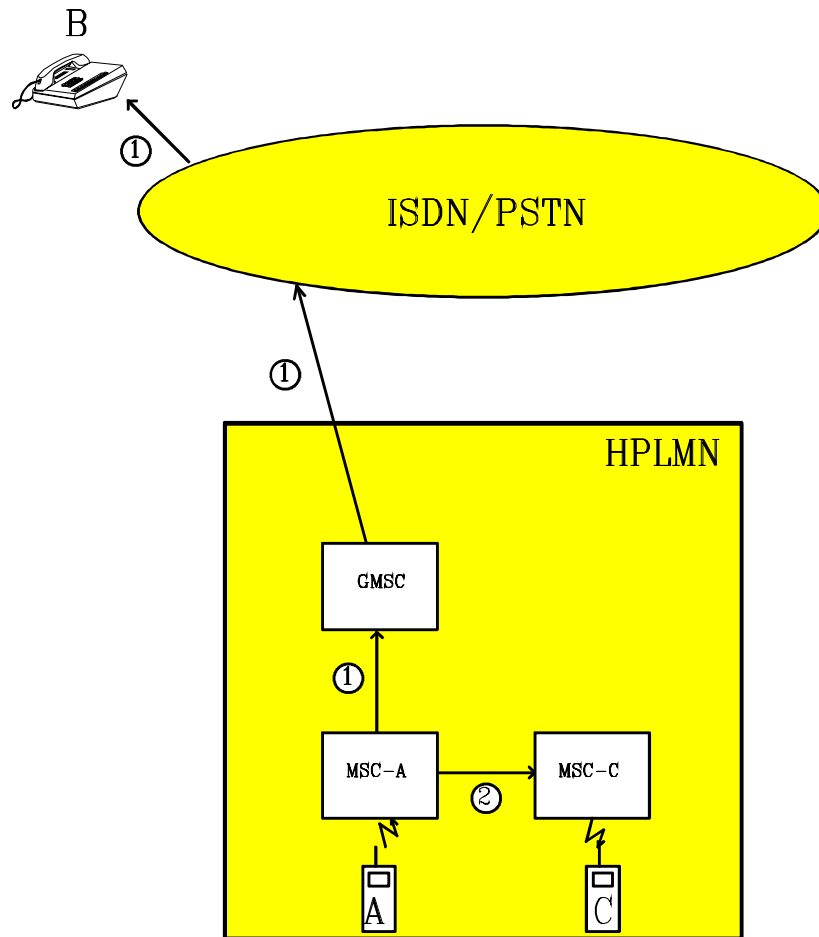 B
①
ISDN/PSTN
①
HPLMN
GMSC
①
MSC-A
MSC-C
②
A
C